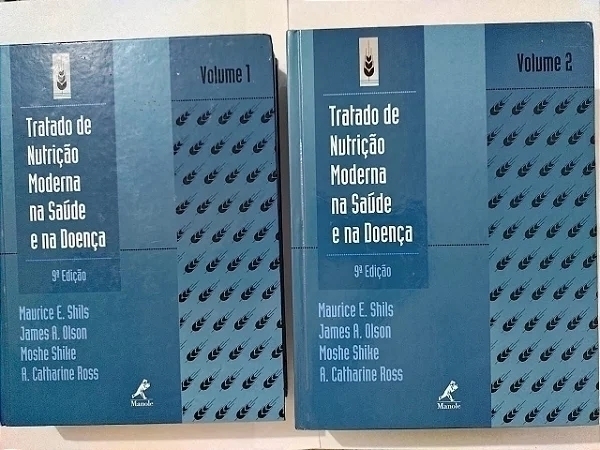 Volume 1
Tratado de
Nutrição
Moderna
na Saúde
e na Doença
9ª Edição
Maurice E. Shils
James A. Olson
Moshe Shike
A. Catharine Ross
Manole
Volume 2
Tratado de
Nutrição
Moderna
na Saúde
e na Doença
9ª Edição
Maurice E. Shils
James A. Olson
Moshe Shike
A. Catharine Ross
Manole